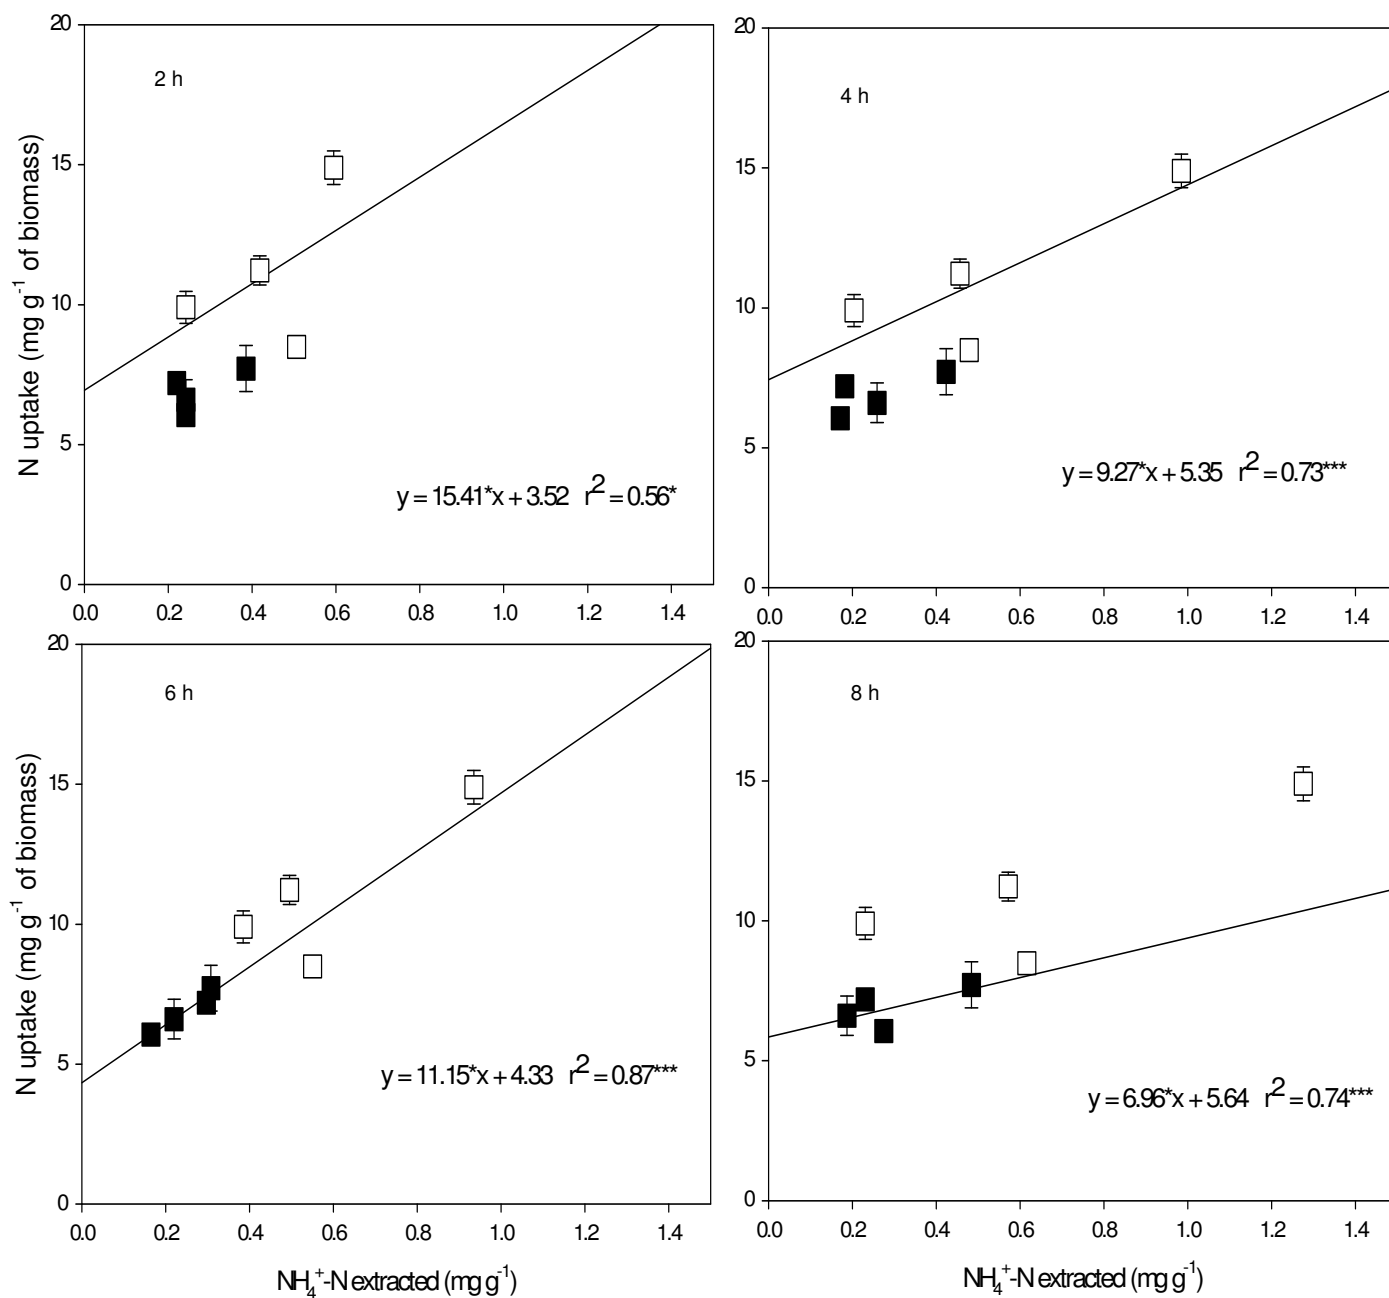 2 h
N uptake (mg g⁻¹ of biomass)
20
15
10
5
0
0.0 0.2 0.4 0.6 0.8 1.0 1.2 1.4
y = 15.41*x + 3.52 r² = 0.56*
4 h
20
15
10
5
0
0.0 0.2 0.4 0.6 0.8 1.0 1.2 1.4
y = 9.27*x + 5.35 r² = 0.73***
6 h
N uptake (mg g⁻¹ of biomass)
20
15
10
5
0
0.0 0.2 0.4 0.6 0.8 1.0 1.2 1.4
y = 11.15*x + 4.33 r² = 0.87***
NH₄⁺-N extracted (mg g⁻¹)
8 h
20
15
10
5
0
0.0 0.2 0.4 0.6 0.8 1.0 1.2 1.4
y = 6.96*x + 5.64 r² = 0.74***
NH₄⁺-N extracted (mg g⁻¹)